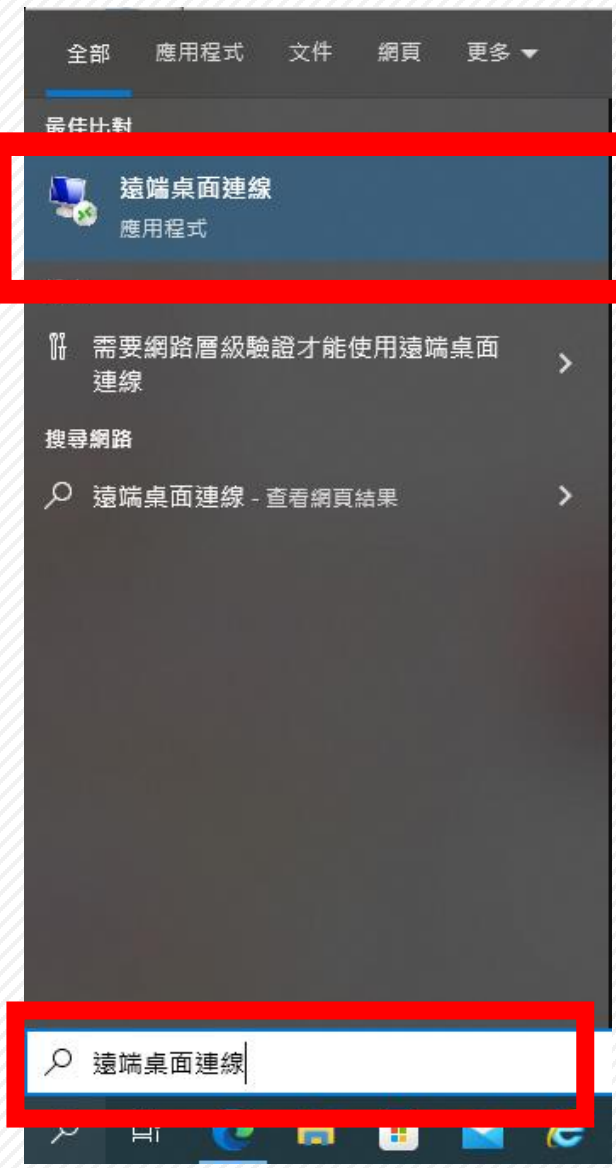 全部 應用程式 文件 網頁 更多
最佳比對
遠端桌面連線
應用程式
需要網路層級驗證才能使用遠端桌面
連線
搜尋網路
遠端桌面連線 - 查看網頁結果
遠端桌面連線